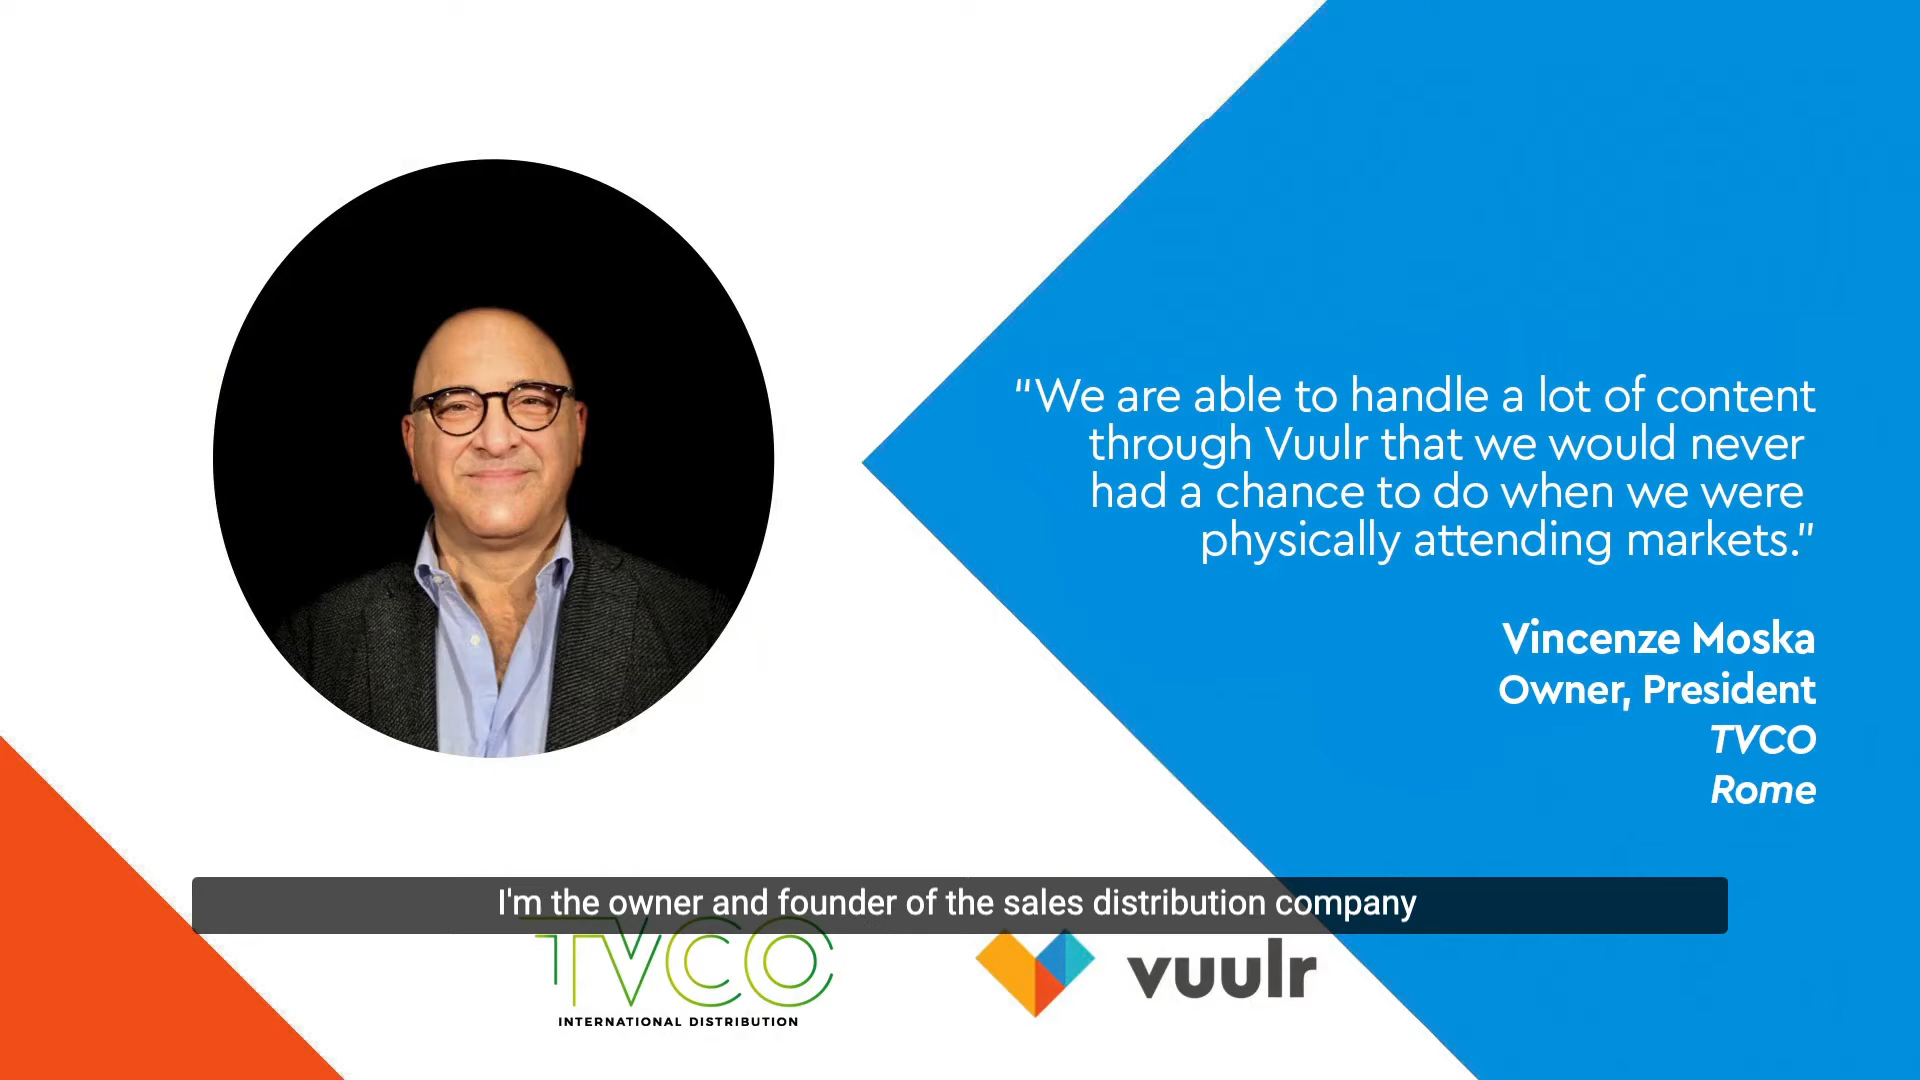 “We are able to handle a lot of content
through Vuulr that we would never
had a chance to do when we were
physically attending markets.”
Vincenze Moska
Owner, President
TVCO
Rome
I'm the owner and founder of the sales distribution company
TVCO
INTERNATIONAL DISTRIBUTION
vuulr